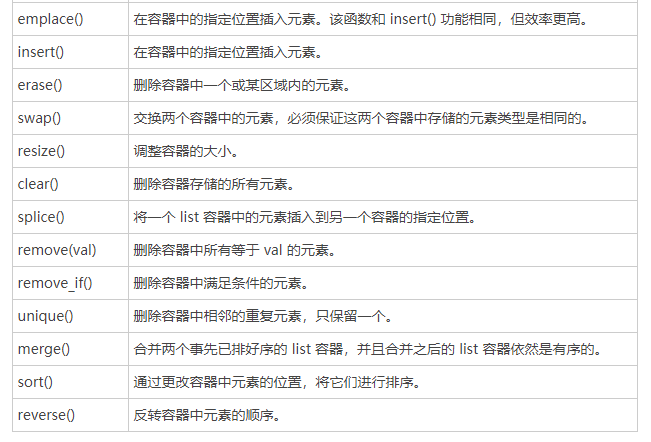 emplace() 在容器中的指定位置插入元素。该函数和 insert() 功能相同，但效率更高。
insert() 在容器中的指定位置插入元素。
erase() 删除容器中一个或某区域内的元素。
swap() 交换两个容器中的元素，必须保证这两个容器中存储的元素类型是相同的。
resize() 调整容器的大小。
clear() 删除容器存储的所有元素。
splice() 将一个 list 容器中的元素插入到另一个容器的指定位置。
remove(val) 删除容器中所有等于 val 的元素。
remove_if() 删除容器中满足条件的元素。
unique() 删除容器中相邻的重复元素，只保留一个。
merge() 合并两个事先已排好序的 list 容器，并且合并之后的 list 容器依然是有序的。
sort() 通过更改容器中元素的位置，将它们进行排序。
reverse() 反转容器中元素的顺序。